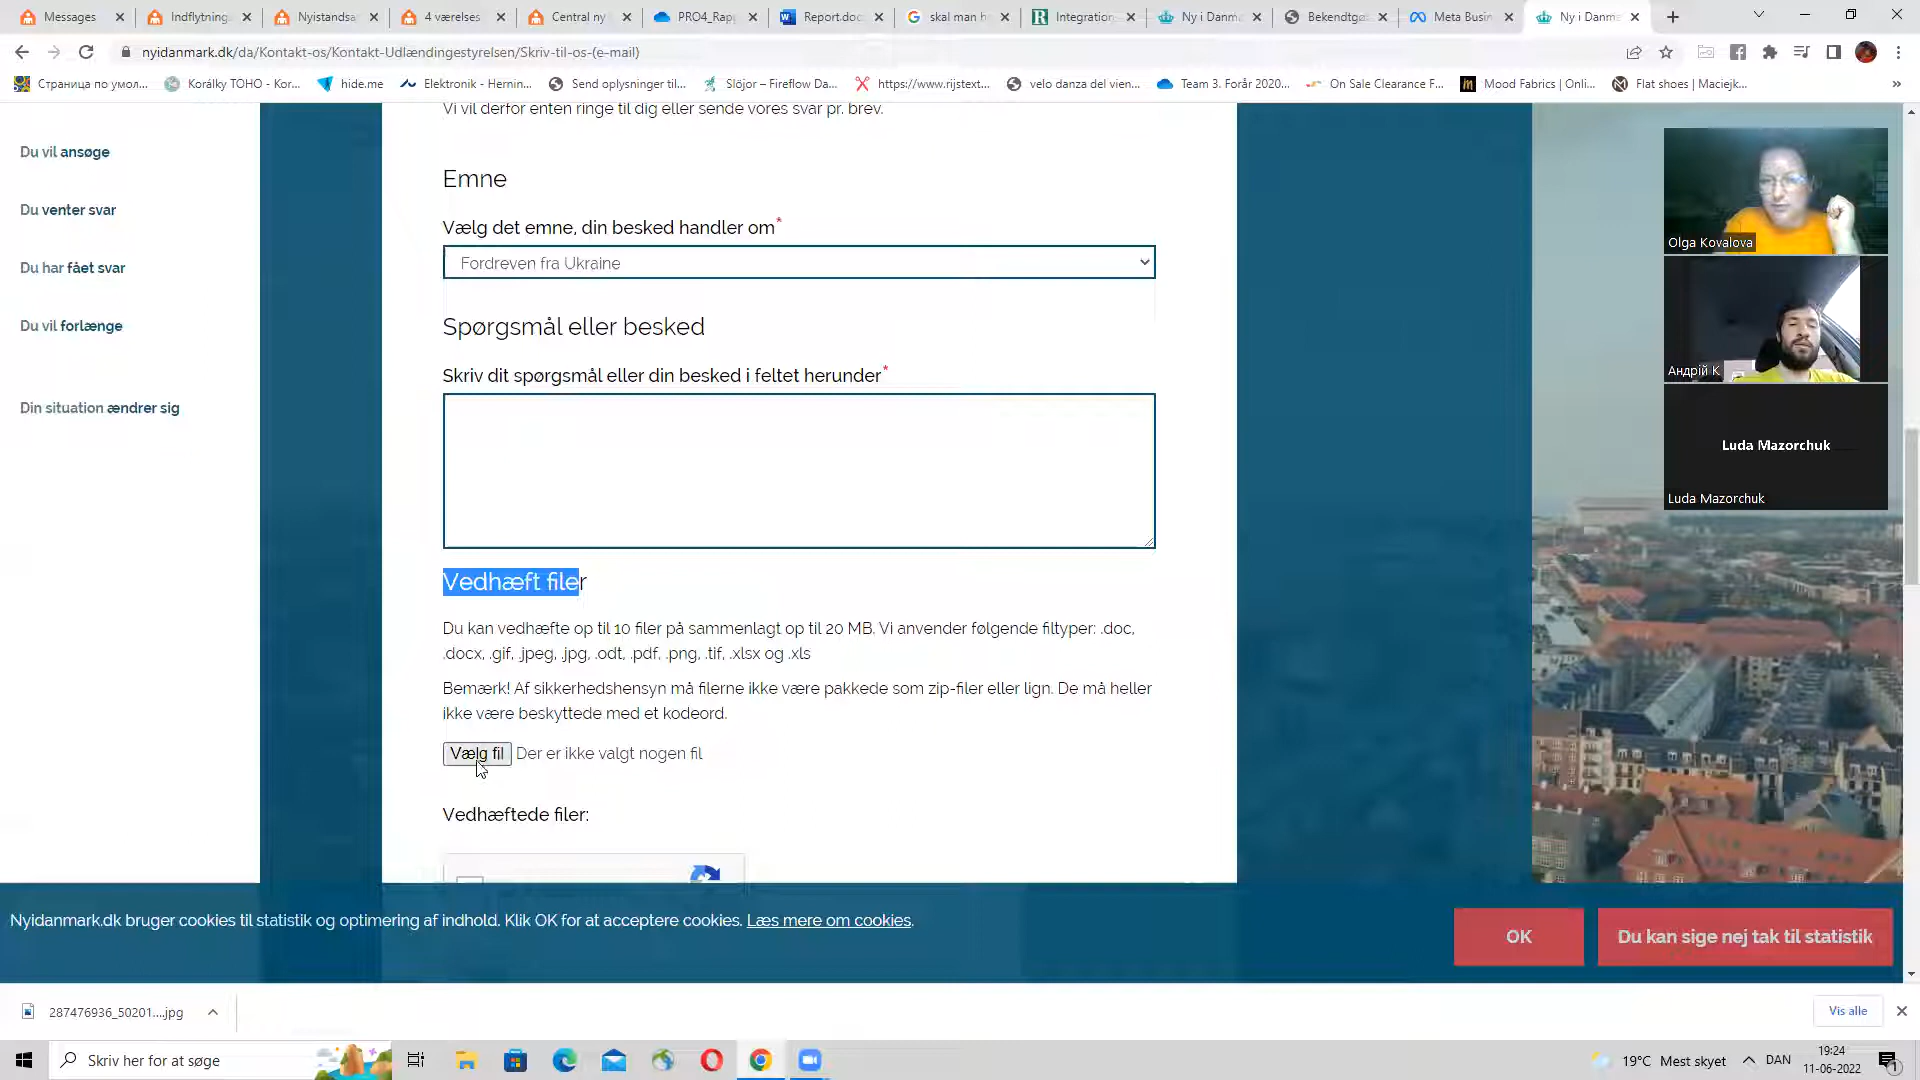 Messages
Indflytning
Nyistandsa
4 værelses
Central ny
PRO4_Rap
Report.doc
skal man h
Integration
Ny i Danm
Bekendtgø
Meta Busin
Ny i Danm
nyidanmark.dk/da/Kontakt-os/Kontakt-Udlændingestyrelsen/Skriv-til-os-(e-mail)
Страница по умол...
Korálky TOHO - Kor...
hide.me
Elektronik - Hernin...
Send oplysninger til...
Slöjor – Fireflow Da...
https://www.rijstext...
velo danza del vien...
Team 3. Forår 2020...
On Sale Clearance F...
Mood Fabrics | Onli...
Flat shoes | Maciejk...
»
Vi vil derfor enten ringe til dig eller sende vores svar pr. brev.
Du vil ansøge
Du venter svar
Du har fået svar
Du vil forlænge
Din situation ændrer sig
Emne
Vælg det emne, din besked handler om*
Fordreven fra Ukraine
Spørgsmål eller besked
Skriv dit spørgsmål eller din besked i feltet herunder*
Vedhæft filer
Du kan vedhæfte op til 10 filer på sammenlagt op til 20 MB. Vi anvender følgende filtyper: .doc,
.docx, .gif, .jpeg, .jpg, .odt, .pdf, .png, .tif, .xlsx og .xls
Bemærk! Af sikkerhedshensyn må filerne ikke være pakkede som zip-filer eller lign. De må heller
ikke være beskyttede med et kodeord.
Vælg fil Der er ikke valgt nogen fil
Vedhæftede filer:
Olga Kovalova
Андрій К
Luda Mazorchuk
Luda Mazorchuk
Nyidanmark.dk bruger cookies til statistik og optimering af indhold. Klik OK for at acceptere cookies. Læs mere om cookies.
OK
Du kan sige nej tak til statistik
287476936_50201....jpg
Vis alle
Skriv her for at søge
19°C Mest skyet
DAN
19:24
11-06-2022
1